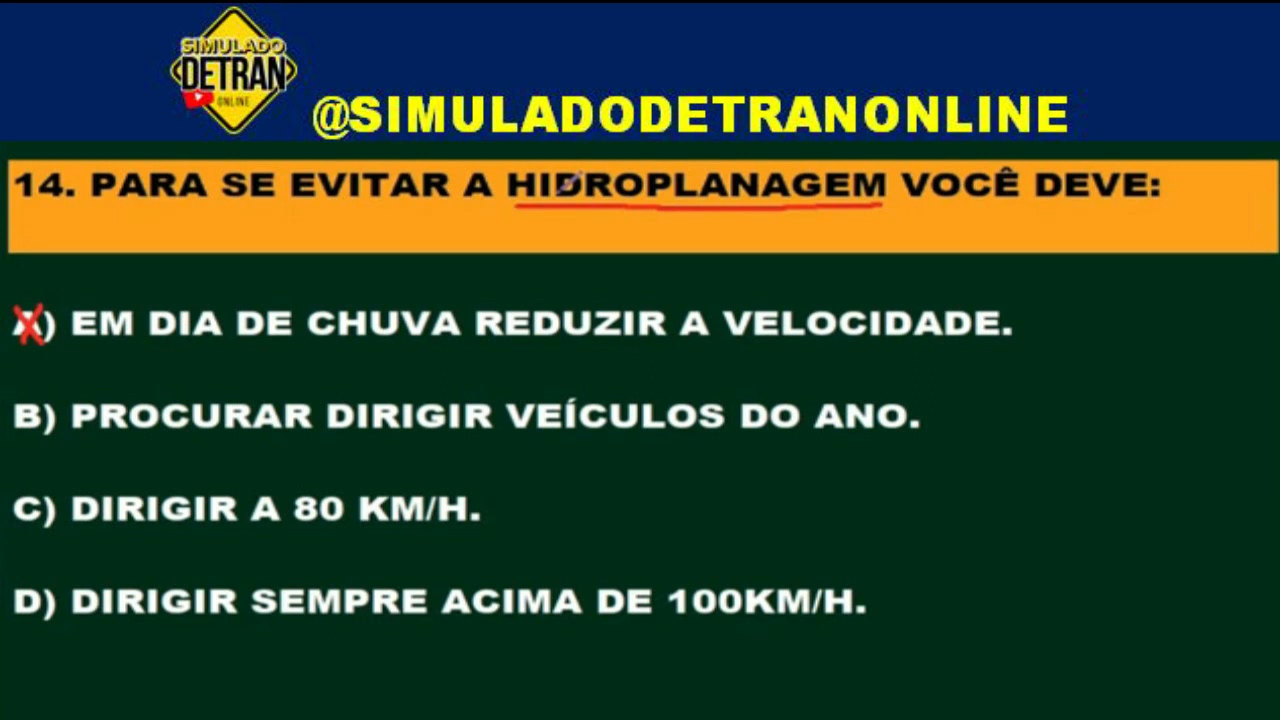 SIMULADO
DETRAN
ONLINE
@SIMULADODETRANONLINE
14. PARA SE EVITAR A HIDROPLANAGEM VOCÊ DEVE:
A) EM DIA DE CHUVA REDUZIR A VELOCIDADE.
B) PROCURAR DIRIGIR VEÍCULOS DO ANO.
C) DIRIGIR A 80 KM/H.
D) DIRIGIR SEMPRE ACIMA DE 100KM/H.